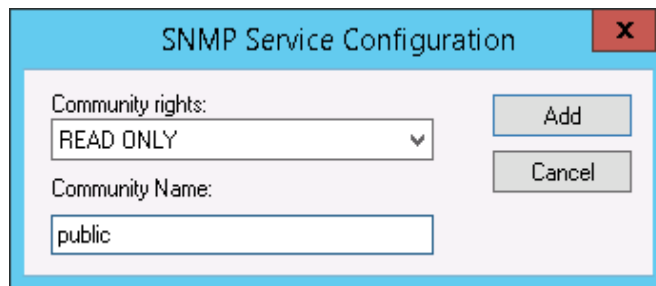 SNMP Service Configuration
x
Community rights:
READ ONLY
Add
Community Name:
Cancel
public